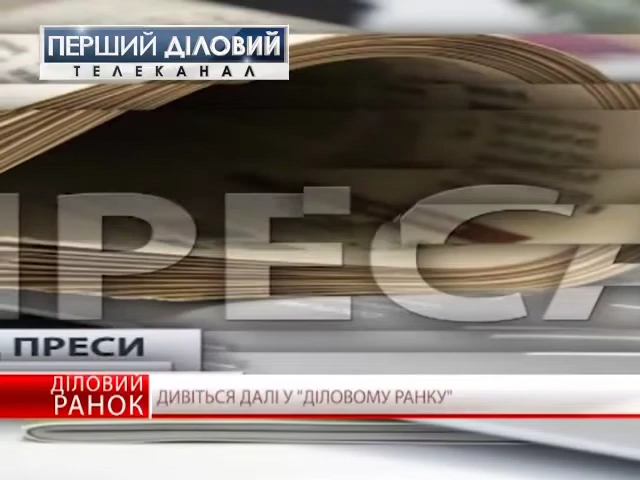 ПЕРШИЙ ДІЛОВИЙ
ТЕЛЕКАНАЛ
ПРЕСА
ПРЕСИ
ДІЛОВИЙ
РАНОК
ДИВІТЬСЯ ДАЛІ У "ДІЛОВОМУ РАНКУ"